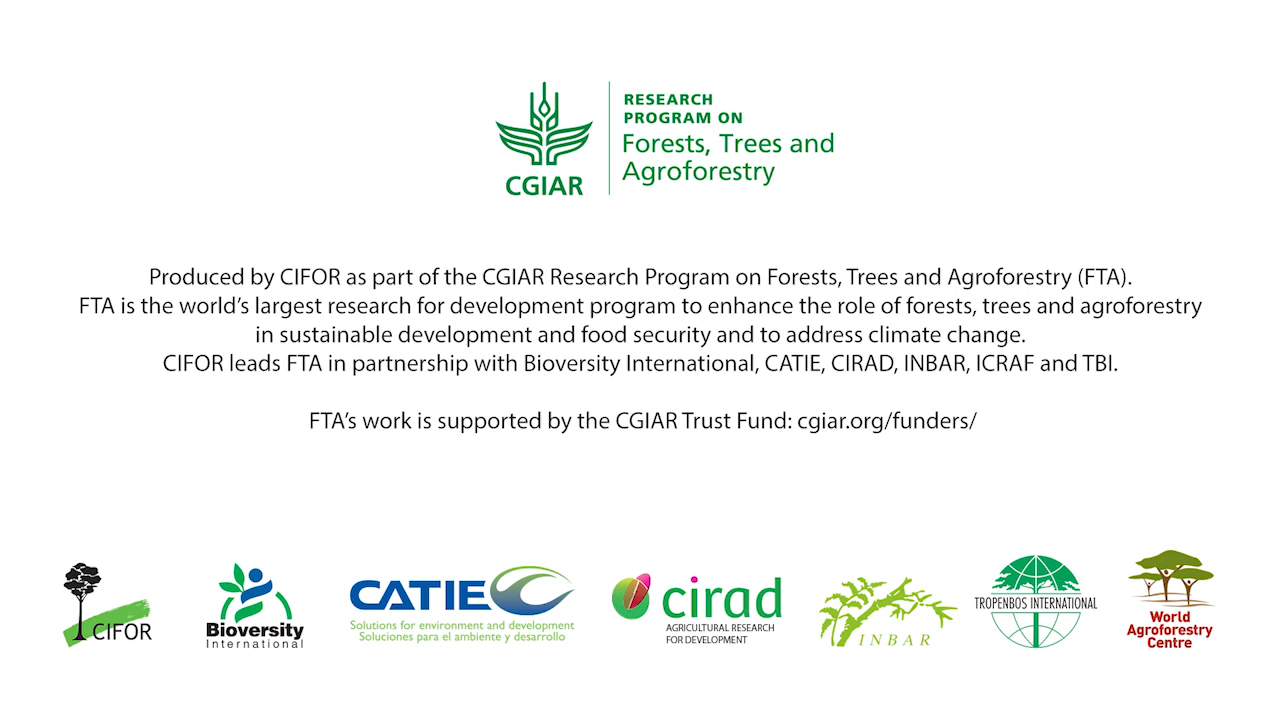 RESEARCH
PROGRAM ON
Forests, Trees and
Agroforestry
CGIAR
Produced by CIFOR as part of the CGIAR Research Program on Forests, Trees and Agroforestry (FTA).
FTA is the world’s largest research for development program to enhance the role of forests, trees and agroforestry
in sustainable development and food security and to address climate change.
CIFOR leads FTA in partnership with Bioversity International, CATIE, CIRAD, INBAR, ICRAF and TBI.
FTA’s work is supported by the CGIAR Trust Fund: cgiar.org/funders/
CIFOR
Bioversity
International
CATIE
Solutions for environment and development
Soluciones para el ambiente y desarrollo
cirad
AGRICULTURAL RESEARCH
FOR DEVELOPMENT
INBAR
TROPENBOS INTERNATIONAL
World
Agroforestry
Centre